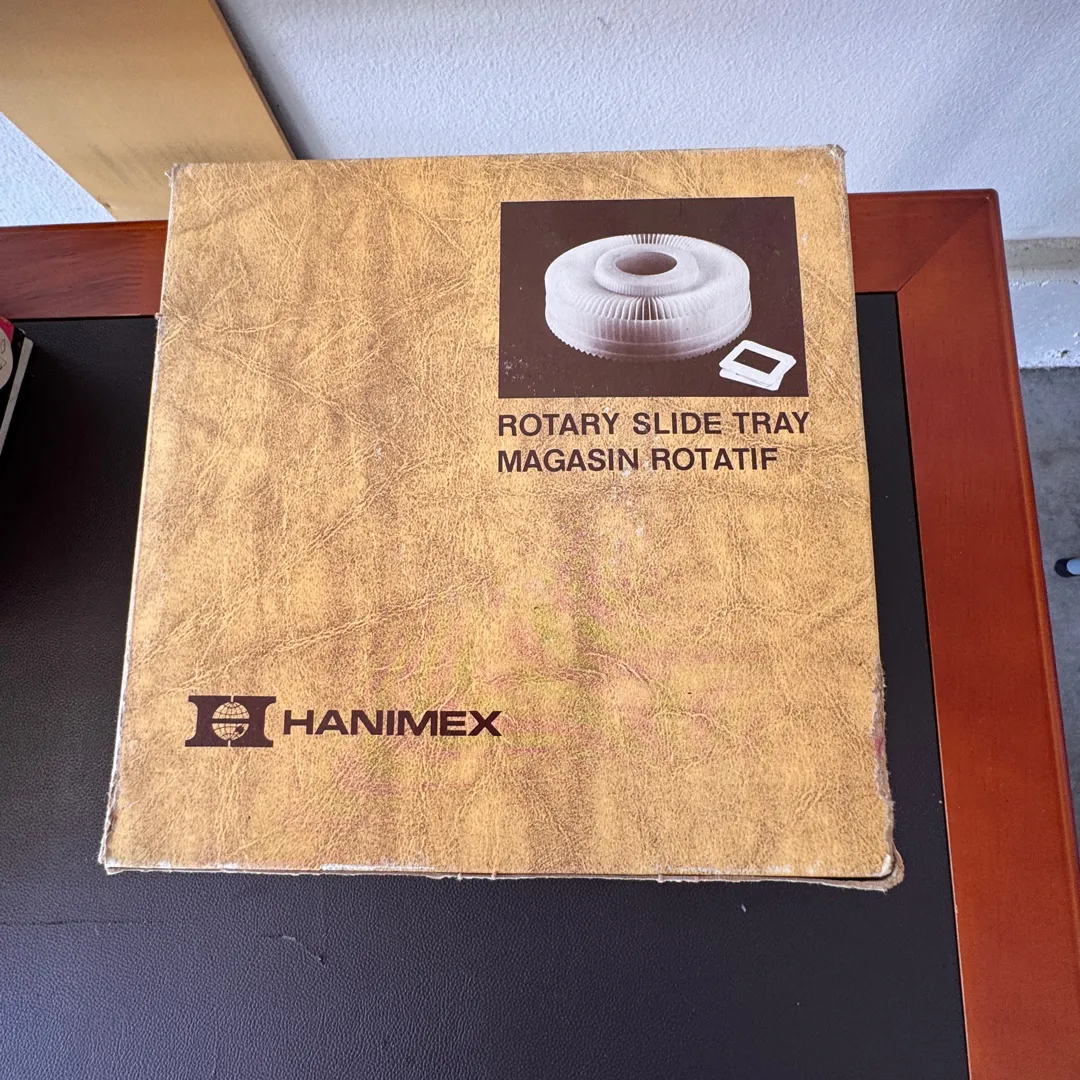 ROTARY SLIDE TRAY
MAGASIN ROTATIF
HANIMEX